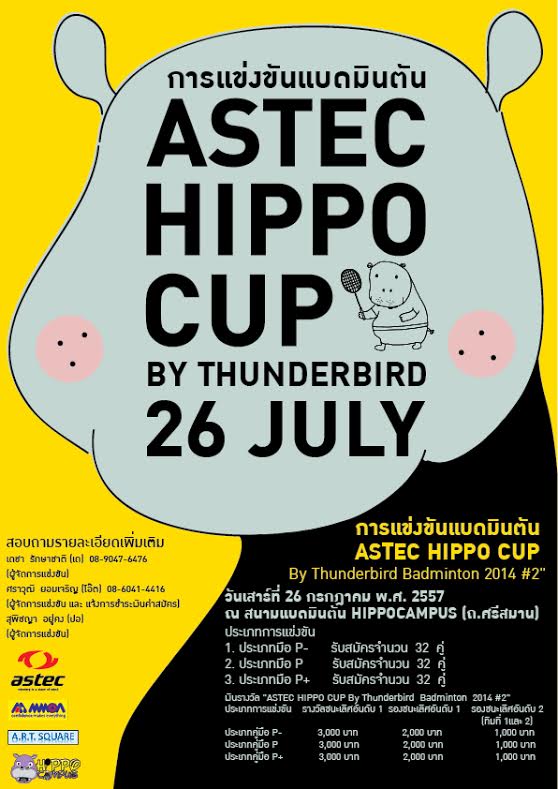 การแข่งขันแบดมินตัน
ASTEC
HIPPO
CUP
BY THUNDERBIRD
26 JULY
การแข่งขันแบดมินตัน
ASTEC HIPPO CUP
By Thunderbird Badminton 2014 #2"
วันเสาร์ที่ 26 กรกฎาคม พ.ศ. 2557
ณ สนามแบดมินตัน HIPPOCAMPUS (ถ.ศรีสมาน)
ประเภทการแข่งขัน
1. ประเภทมือ P- รับสมัครจำนวน 32 คู่
2. ประเภทมือ P รับสมัครจำนวน 32 คู่
3. ประเภทมือ P+ รับสมัครจำนวน 32 คู่
มินรางวัล "ASTEC HIPPO CUP By Thunderbird Badminton 2014 #2"
ประเภทการแข่งขัน รางวัลชนะเลิศอันดับ 1 รองชนะเลิศอันดับ 1 รองชนะเลิศอันดับ 2
(ทีมที่ 1และ 2)
ประเภทคู่มือ P- 3,000 บาท 2,000 บาท 1,000 บาท
ประเภทคู่มือ P 3,000 บาท 2,000 บาท 1,000 บาท
ประเภทคู่มือ P+ 3,000 บาท 2,000 บาท 1,000 บาท
สอบถามรายละเอียดเพิ่มเติม
เดชา รักษาชาติ (เด) 08-9047-6476
(ผู้จัดการแข่งขัน)
ศราวุฒิ ยอมเจริญ (โอ๊ต) 08-6041-4416
(ผู้จัดการแข่งขัน และ แจ้งการชำระเงินค่าสมัคร)
สุพิชญา อยู่คง (ปอ)
(ผู้จัดการแข่งขัน)
astec
MMOA
confidence makes everything
A.R.T. SQUARE
HIPPO
CAMPUS